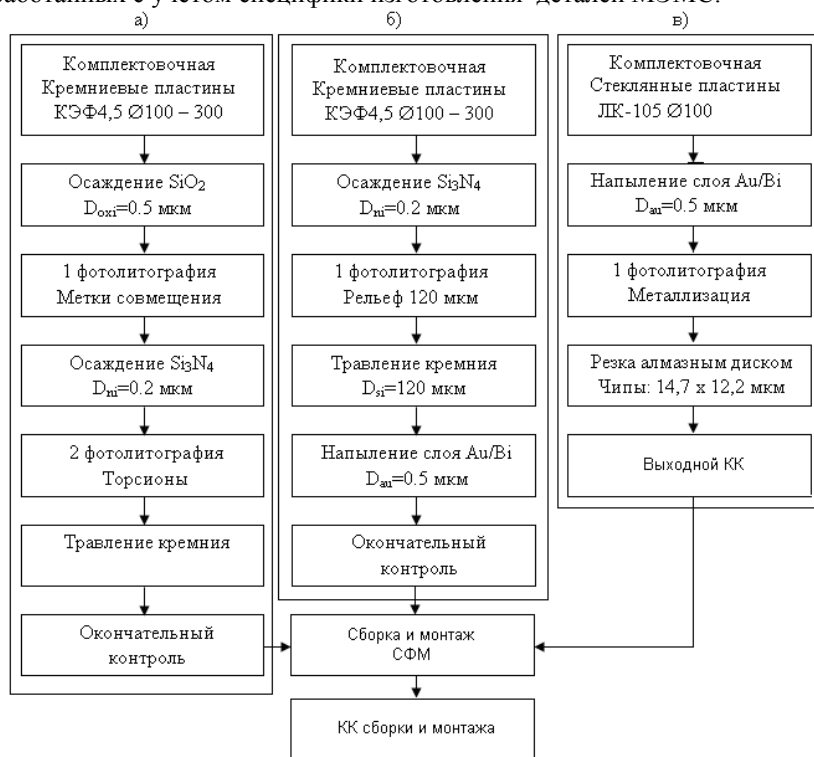 работанных с учетом специфики изготовления деталей МЭМС.
а)
Комплектовочная
Кремниевые пластины
КЭФ4,5 Ø100 – 300
Осаждение SiO₂
Dₒₓᵢ=0.5 мкм
1 фотолитография
Метки совмещения
Осаждение Si₃N₄
Dₙᵢ=0.2 мкм
2 фотолитография
Торсионы
Травление кремния
Окончательный
контроль
б)
Комплектовочная
Кремниевые пластины
КЭФ4,5 Ø100 – 300
Осаждение Si₃N₄
Dₙᵢ=0.2 мкм
1 фотолитография
Рельеф 120 мкм
Травление кремния
Dₛᵢ=120 мкм
Напыление слоя Au/Bi
Dₐᵤ=0.5 мкм
Окончательный
контроль
в)
Комплектовочная
Стеклянные пластины
ЛК-105 Ø100
Напыление слоя Au/Bi
Dₐᵤ=0.5 мкм
1 фотолитография
Металлизация
Резка алмазным диском
Чипы: 14,7 х 12,2 мкм
Выходной КК
Сборка и монтаж
СФМ
КК сборки и монтажа